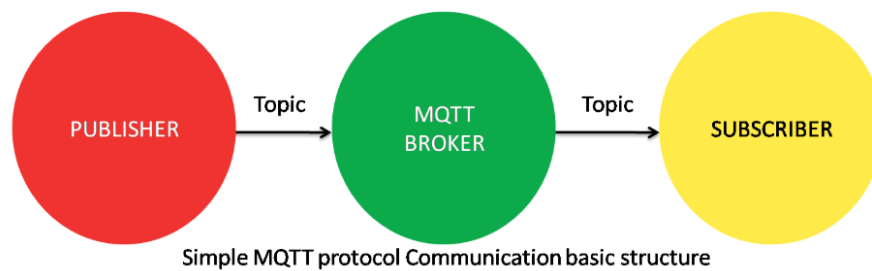 PUBLISHER
Topic
MQTT
BROKER
Topic
SUBSCRIBER
Simple MQTT protocol Communication basic structure